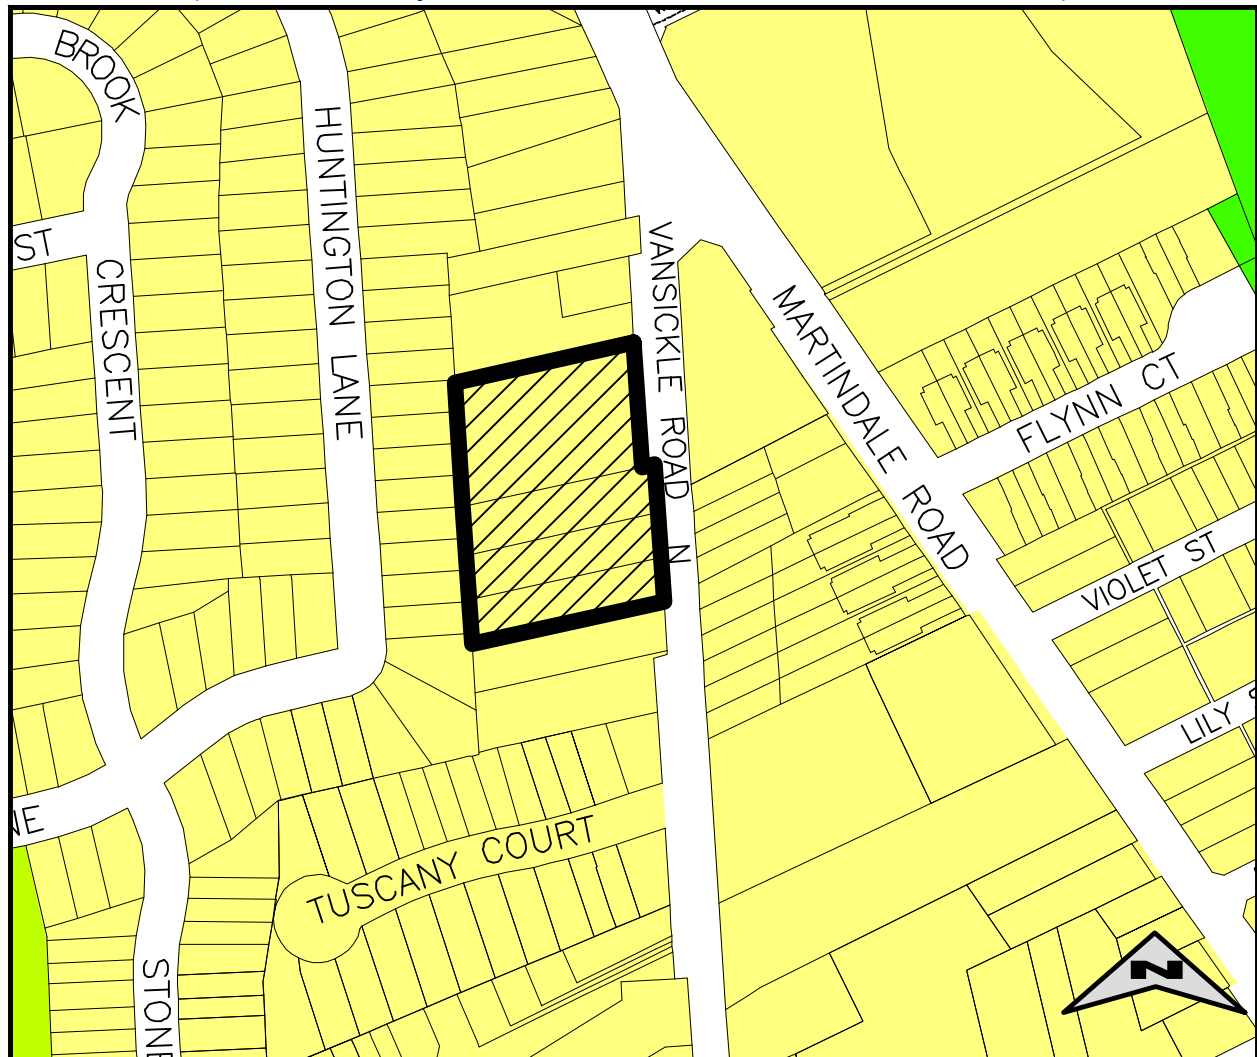 BROOK
HUNTINGTON LANE
ST
CRESCENT
VANSICKLE ROAD N
MARTINDALE ROAD
FLYNN CT
VIOLET ST
LILY
NE
TUSCANY COURT
STONE
N